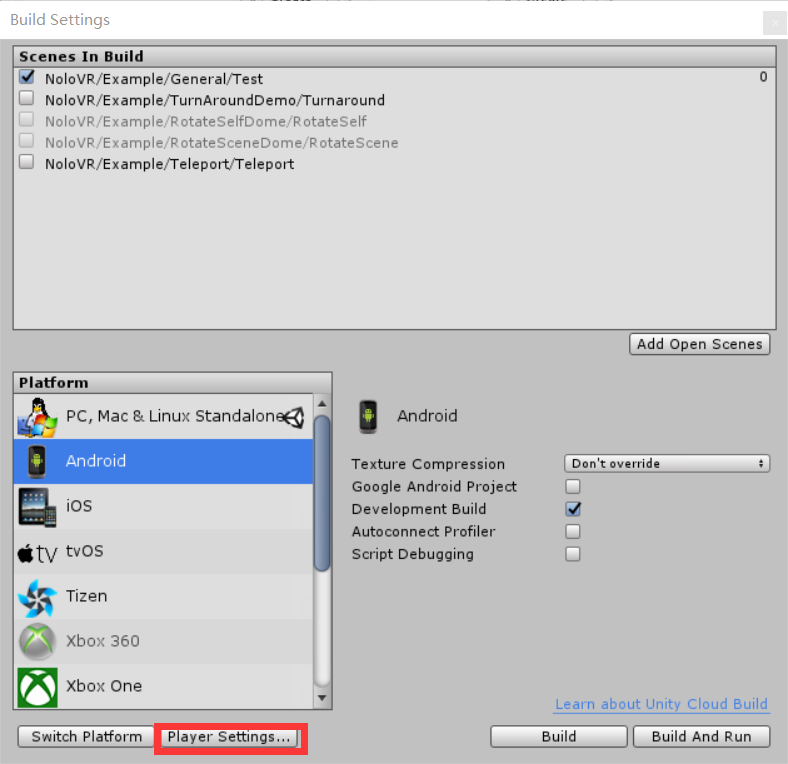 Build Settings
Scenes In Build
NoloVR/Example/General/Test 0
NoloVR/Example/TurnAroundDemo/Turnaround
NoloVR/Example/RotateSelfDome/RotateSelf
NoloVR/Example/RotateSceneDome/RotateScene
NoloVR/Example/Teleport/Teleport
Add Open Scenes
Platform
PC, Mac & Linux Standalone
Android
iOS
tv tvOS
Tizen
Xbox 360
Xbox One
Android
Texture Compression Don't override
Google Android Project
Development Build
Autoconnect Profiler
Script Debugging
Learn about Unity Cloud Build
Switch Platform Player Settings... Build Build And Run